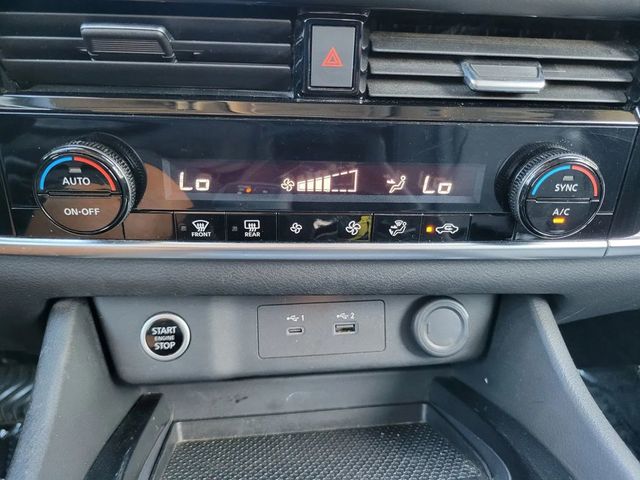 AUTO
ON•OFF
Lo
Lo
SYNC
A/C
FRONT
REAR
START
ENGINE
STOP
1
2